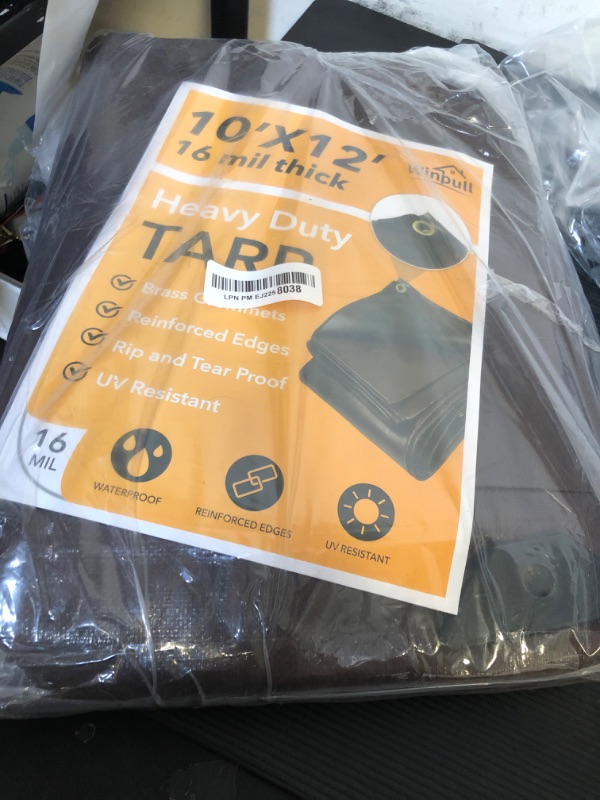 10'X12'
16 mil thick
Winpull
Heavy Duty
TARP
LPN PM EJ225 8038
Brass Grommets
Reinforced Edges
Rip and Tear Proof
UV Resistant
16
MIL
WATERPROOF
REINFORCED EDGES
UV RESISTANT